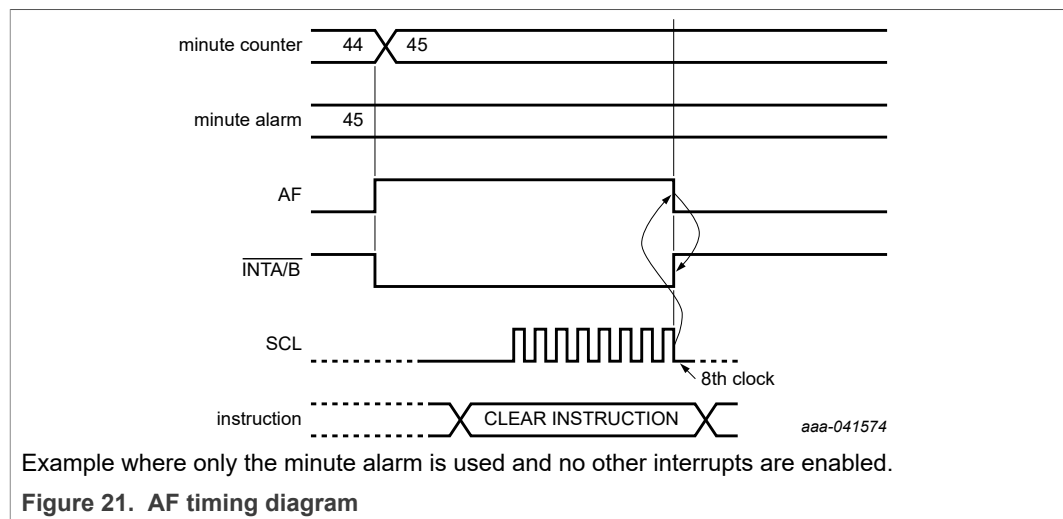 minute counter 44 45
minute alarm 45
AF
INTA/B
SCL
8th clock
instruction CLEAR INSTRUCTION
aaa-041574
Example where only the minute alarm is used and no other interrupts are enabled.
Figure 21. AF timing diagram